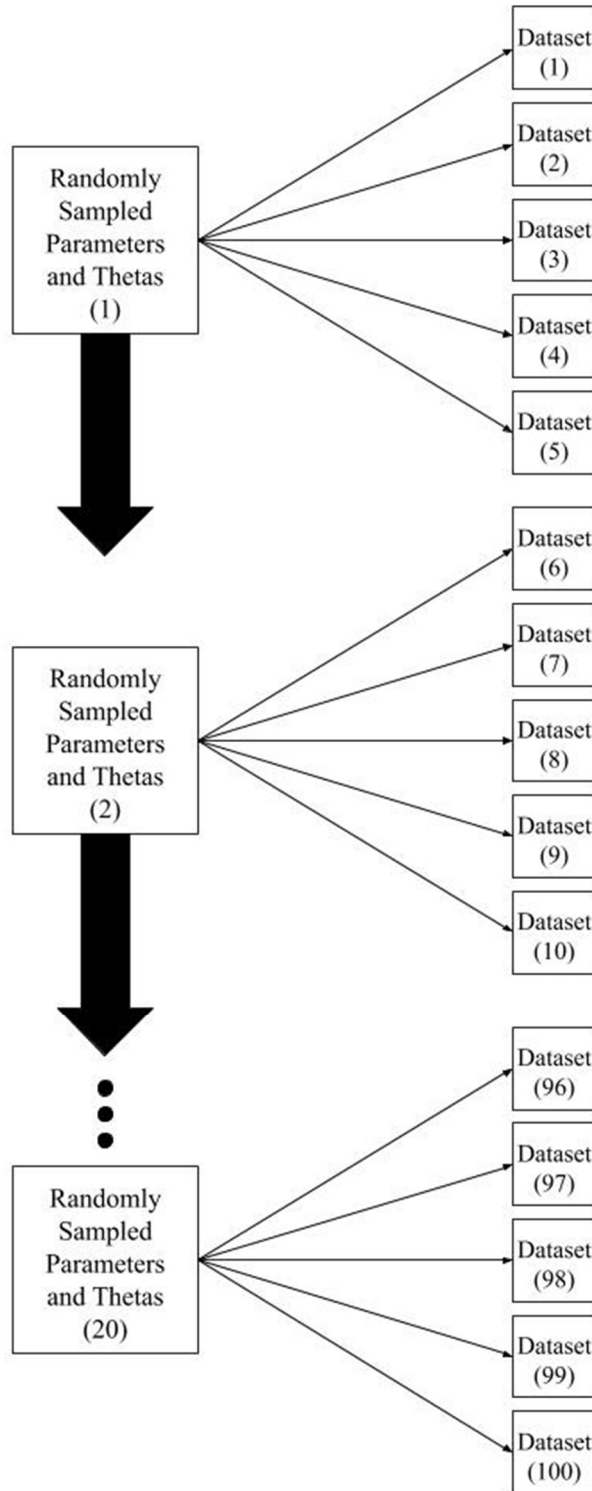 Randomly
Sampled
Parameters
and Thetas
(1)
Dataset
(1)
Dataset
(2)
Dataset
(3)
Dataset
(4)
Dataset
(5)
Randomly
Sampled
Parameters
and Thetas
(2)
Dataset
(6)
Dataset
(7)
Dataset
(8)
Dataset
(9)
Dataset
(10)
Randomly
Sampled
Parameters
and Thetas
(20)
Dataset
(96)
Dataset
(97)
Dataset
(98)
Dataset
(99)
Dataset
(100)